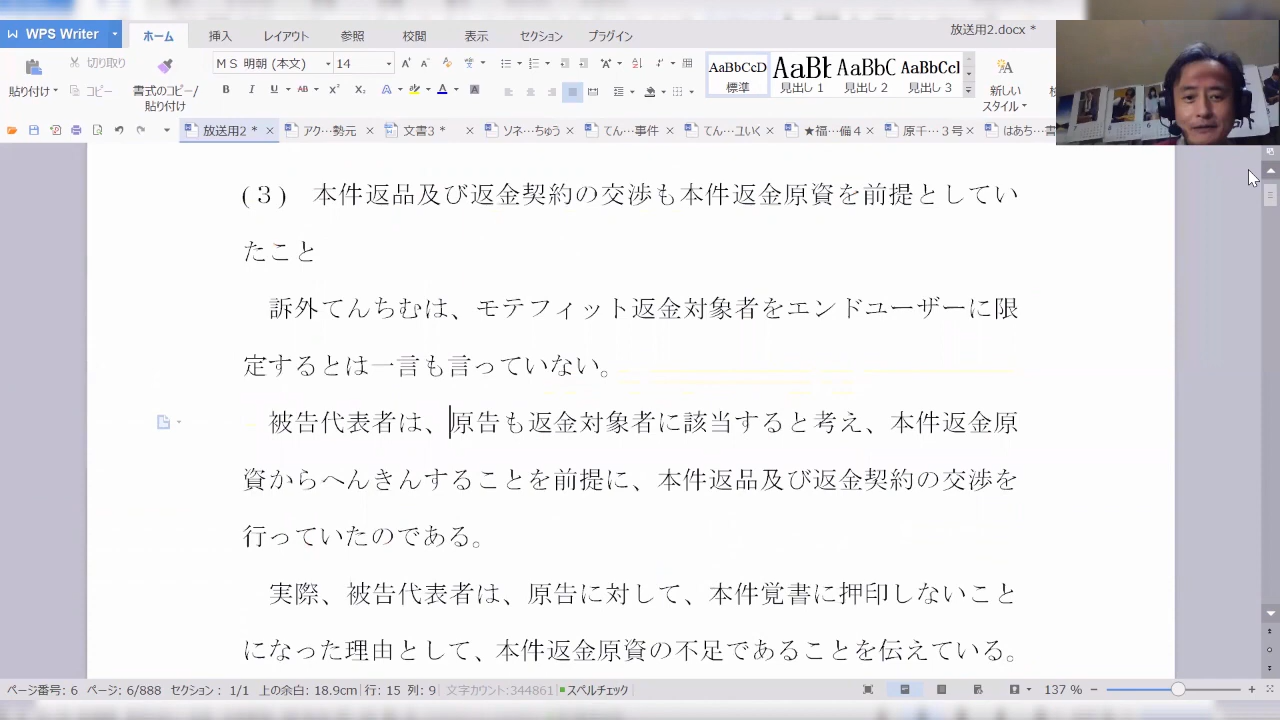 WPS Writer
ホーム 挿入 レイアウト 参照 校閲 表示 セクション プラグイン
放送用2.docx *
貼り付け 切り取り コピー 書式のコピー/貼り付け
ＭＳ 明朝 (本文) 14
AaBbCcD 標準 AaBb 見出し 1 AaBbC 見出し 2 AaBbCcI 見出し 3 新しいスタイル
放送用2 * アク…勢示 文章3 * ソネ…ちゅう てん…事件 てん…ユいく ★福…備４ 原千…３号 はあち…書
(３) 本件返品及び返金契約の交渉も本件返金原資を前提としてい
たこと
訴外てんちむは、モテフィット返金対象者をエンドユーザーに限
定するとは一言も言っていない。
被告代表者は、原告も返金対象者に該当すると考え、本件返金原
資からへんきんすることを前提に、本件返品及び返金契約の交渉を
行っていたのである。
実際、被告代表者は、原告に対して、本件覚書に押印しないこと
になった理由として、本件返金原資の不足であることを伝えている。
ページ番号: 6 ページ: 6/888 セクション: 1/1 上の余白: 18.9cm 行: 15 列: 9 文字カウント:344861 スペルチェック 137 %